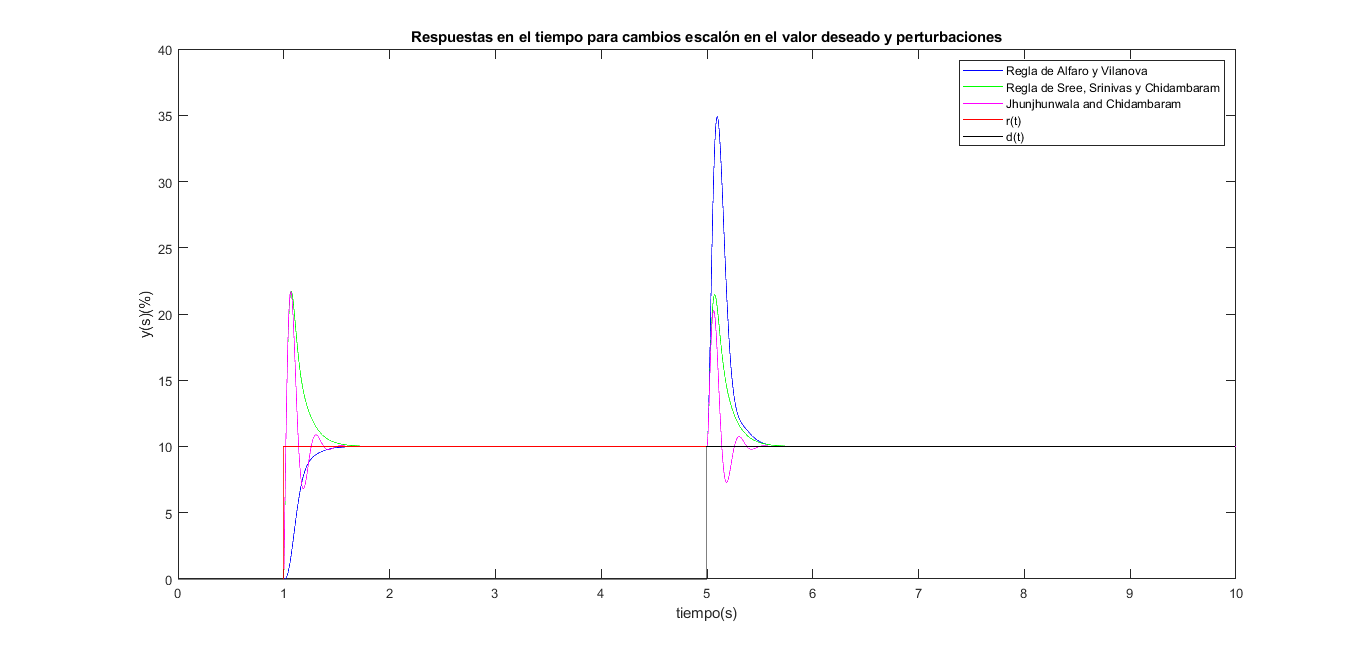 Respuestas en el tiempo para cambios escalón en el valor deseado y perturbaciones
40
35
30
25
20
15
10
5
0
y(s)(%)
Regla de Alfaro y Vilanova
Regla de Sree, Srinivas y Chidambaram
Jhunjhunwala and Chidambaram
r(t)
d(t)
0 1 2 3 4 5 6 7 8 9 10
tiempo(s)